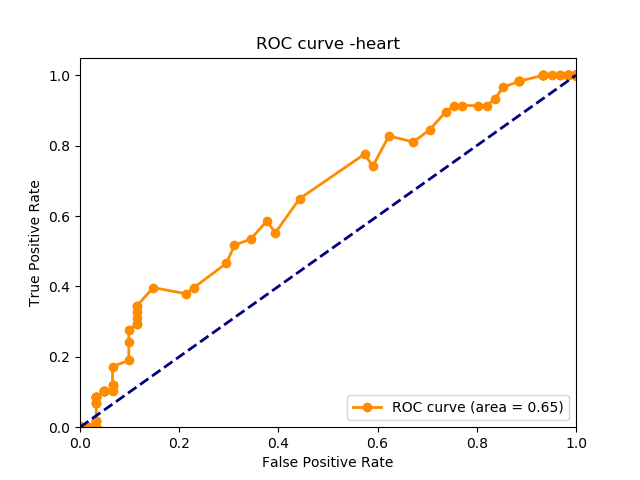 ROC curve -heart
1.0
0.8
0.6
0.4
0.2
0.0
True Positive Rate
0.0 0.2 0.4 0.6 0.8 1.0
False Positive Rate
ROC curve (area = 0.65)